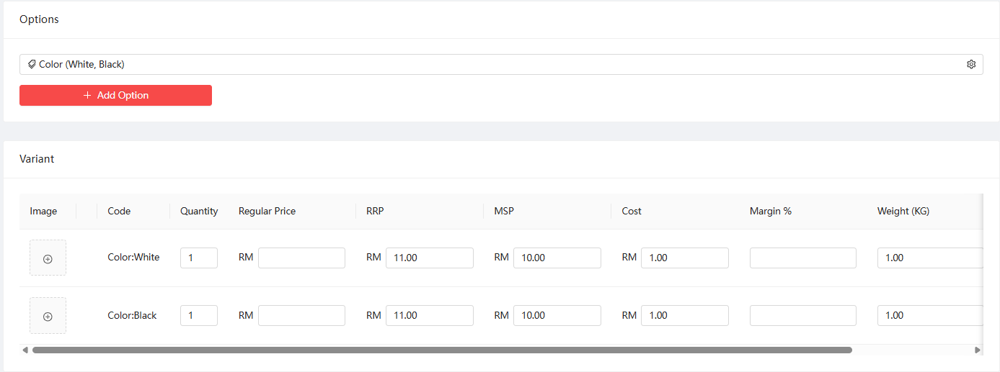 Options
Color (White, Black)
+ Add Option
Variant
Image Code Quantity Regular Price RRP MSP Cost Margin % Weight (KG)
Color:White 1 RM RM 11.00 RM 10.00 RM 1.00 1.00
Color:Black 1 RM RM 11.00 RM 10.00 RM 1.00 1.00